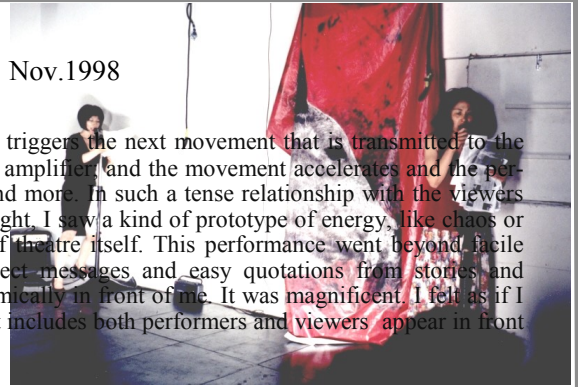 Nov.1998
triggers the next movement that is transmitted to the
amplifier, and the movement accelerates and the per-
nd more. In such a tense relationship with the viewers
ght, I saw a kind of prototype of energy, like chaos or
f theatre itself. This performance went beyond facile
ect messages and easy quotations from stories and
mically in front of me. It was magnificent. I felt as if I
t includes both performers and viewers appear in front